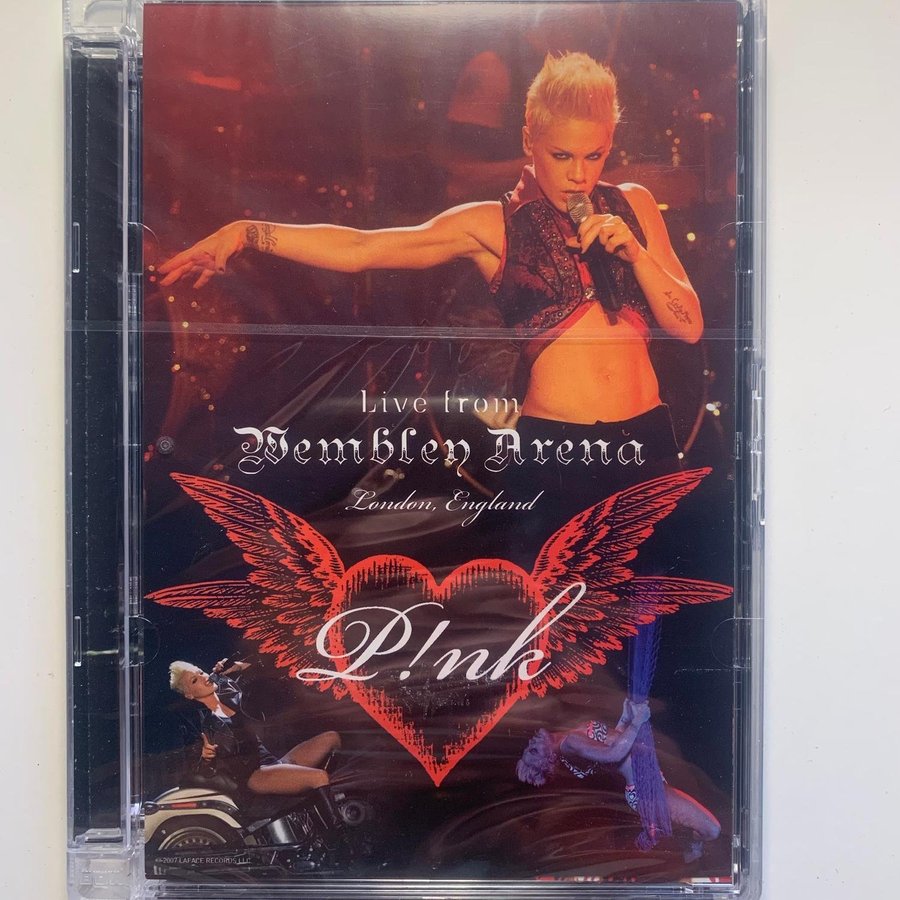 Live from
Wembley Arena
London, England
P!nk
℗ 2007 LAFACE RECORDS LLC